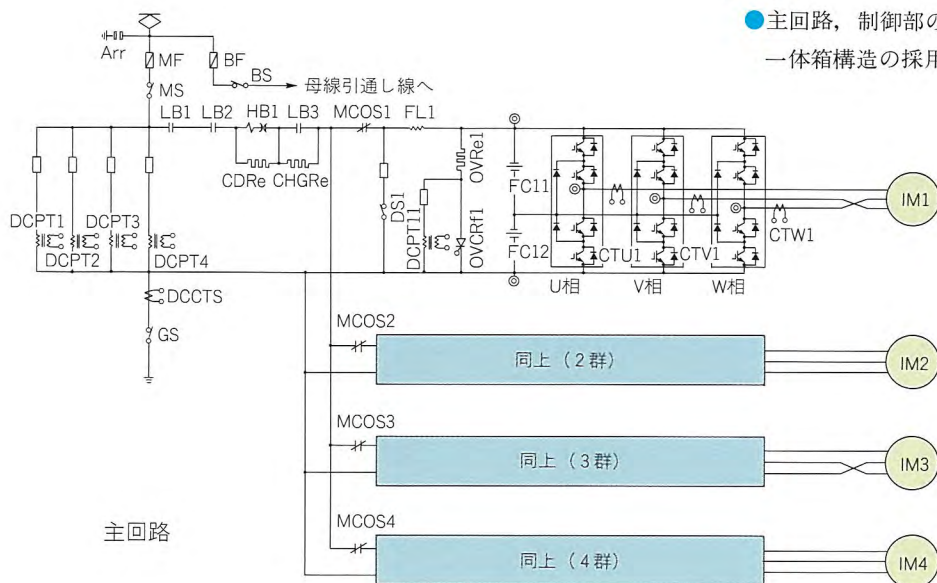 ●主回路，制御部の
一体箱構造の採用
Arr
MF
BF
MS
BS
母線引通し線へ
LB1
LB2
HB1
LB3
MCOS1
FL1
CDRe
CHGRe
DS1
OVRe1
DCPT11
OVCRf1
FC11
FC12
DCPT1
DCPT2
DCPT3
DCPT4
DCCTS
GS
CTU1
CTV1
CTW1
U相
V相
W相
IM1
MCOS2
同上（2群）
IM2
MCOS3
同上（3群）
IM3
MCOS4
同上（4群）
IM4
主回路